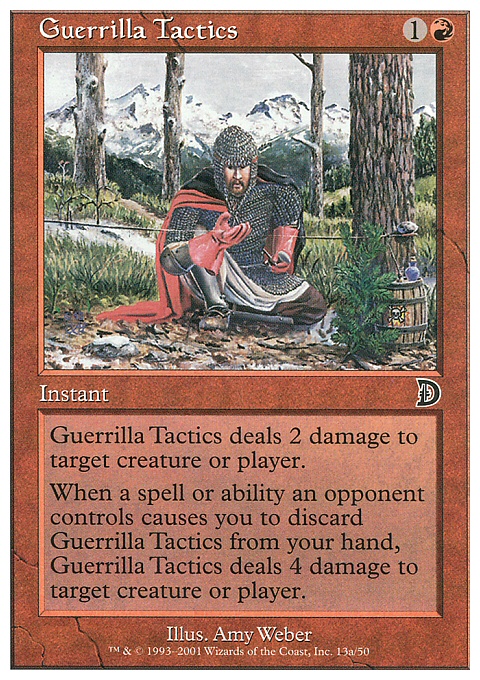 Guerrilla Tactics 1
Instant D
Guerrilla Tactics deals 2 damage to
target creature or player.
When a spell or ability an opponent
controls causes you to discard
Guerrilla Tactics from your hand,
Guerrilla Tactics deals 4 damage to
target creature or player.
Illus. Amy Weber
™ & © 1993–2001 Wizards of the Coast, Inc. 13a/50